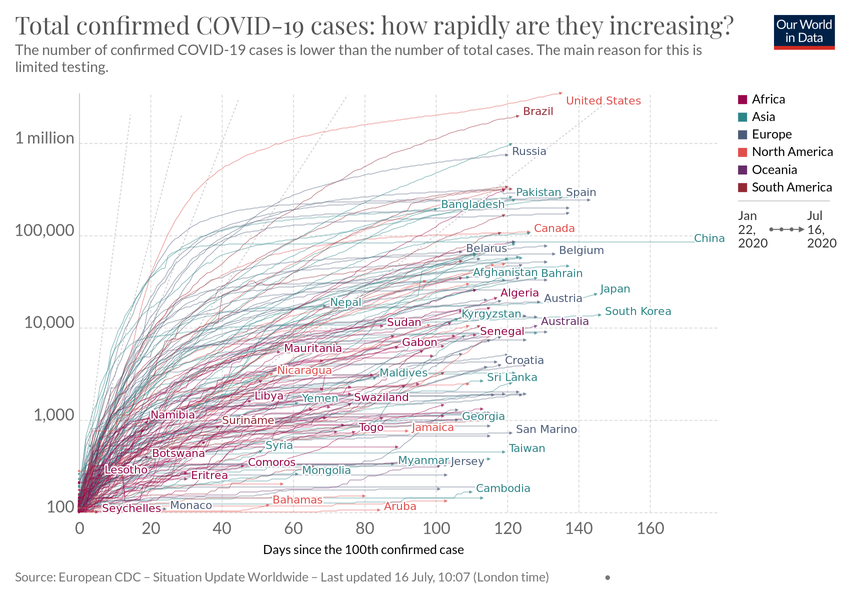 Total confirmed COVID-19 cases: how rapidly are they increasing?
Our World
in Data
The number of confirmed COVID-19 cases is lower than the number of total cases. The main reason for this is
limited testing.
Africa
Asia
Europe
North America
Oceania
South America
Jan
22,
2020
Jul
16,
2020
United States
Brazil
1 million
Russia
Pakistan Spain
Bangladesh
100,000
Canada
China
Belarus
Belgium
Afghanistan Bahrain
Japan
Algeria
Austria
Nepal
South Korea
Kyrgyzstan
10,000
Sudan
Australia
Senegal
Gabon
Mauritania
Croatia
Nicaragua
Maldives
Sri Lanka
Libya
Yemen
Swaziland
1,000
Namibia
Georgia
Suriname
Togo
Jamaica
San Marino
Syria
Taiwan
Botswana
Comoros
Myanmar Jersey
Lesotho
Mongolia
Eritrea
Cambodia
Bahamas
100
Seychelles
Monaco
Aruba
0 20 40 60 80 100 120 140 160
Days since the 100th confirmed case
Source: European CDC – Situation Update Worldwide – Last updated 16 July, 10:07 (London time)